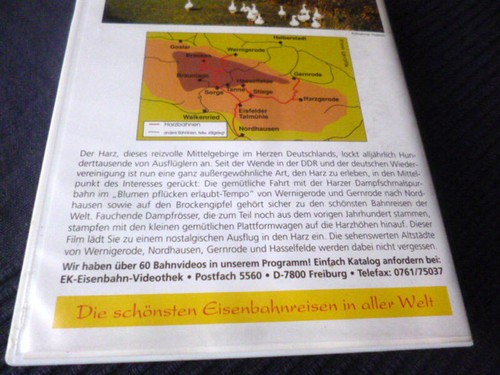 Goslar
Halberstadt
Wernigerode
Brocken
Braunlage
Hasselfelde
Gernrode
Sorge
Stiege
Harzgerode
Eisfelder
Talmühle
Walkenried
Nordhausen
Harzbahnen
Der Harz, dieses reizvolle Mittelgebirge im Herzen Deutschlands, lockt alljährlich Hun-
derttausende von Ausflüglern an. Seit der Wende in der DDR und der deutschen Wieder-
vereinigung ist nun eine ganz außergewöhnliche Art, den Harz zu erleben, in den Mittel-
punkt des Interesses gerückt: Die gemütliche Fahrt mit der Harzer Dampfschmalspur-
bahn im „Blumen pflücken erlaubt-Tempo" von Wernigerode und Gernrode nach Nord-
hausen sowie auf den Brockengipfel gehört sicher zu den schönsten Bahnreisen der
Welt. Fauchende Dampfrösser, die zum Teil noch aus dem vorigen Jahrhundert stammen,
stampfen mit den kleinen gemütlichen Plattformwagen auf die Harzhöhen hinauf. Dieser
Film lädt Sie zu einem nostalgischen Ausflug in den Harz ein. Die sehenswerten Altstädte
von Wernigerode, Nordhausen, Gernrode und Hasselfelde werden dabei nicht vergessen.
Wir haben über 60 Bahnvideos in unserem Programm! Einfach Katalog anfordern bei:
EK-Eisenbahn-Videothek • Postfach 5560 • D-7800 Freiburg • Telefax: 0761/75037
Die schönsten Eisenbahnreisen in aller Welt